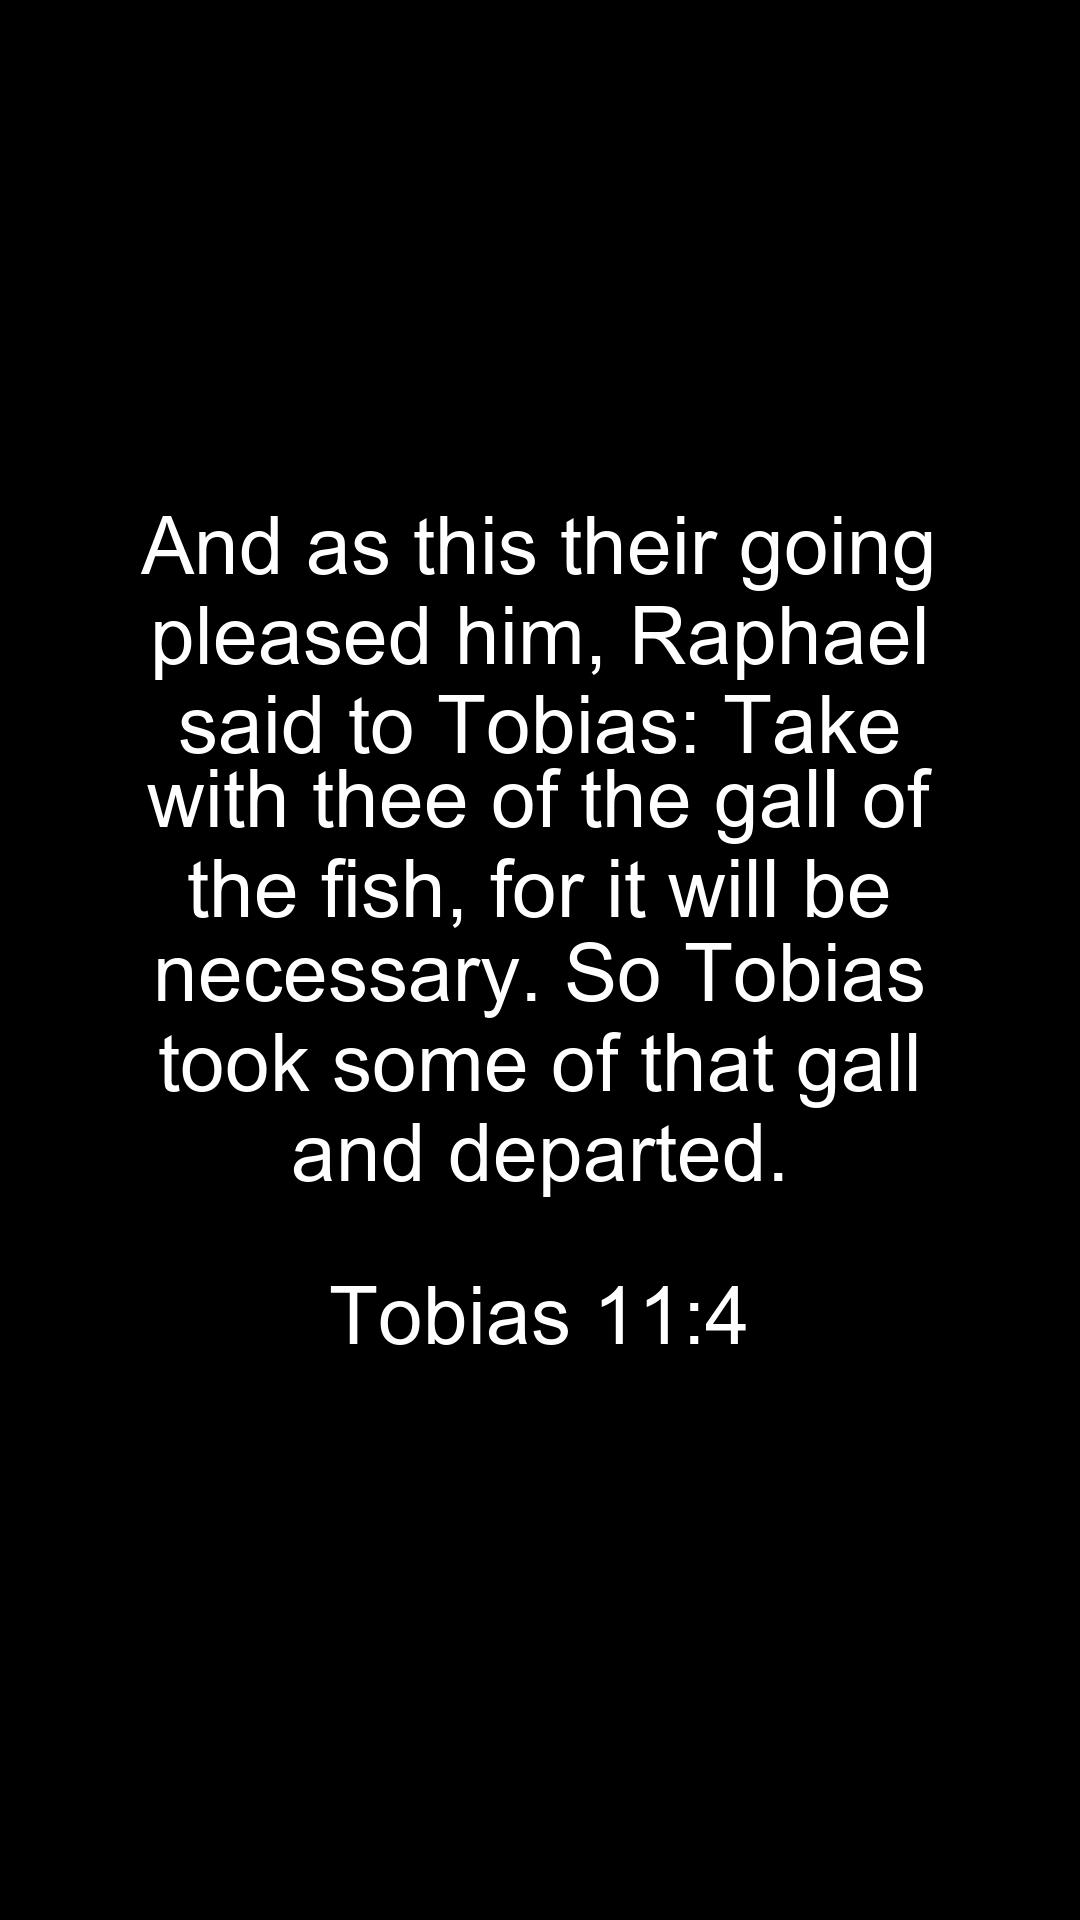 And as this their going
pleased him, Raphael
said to Tobias: Take
with thee of the gall of
the fish, for it will be
necessary. So Tobias
took some of that gall
and departed.
Tobias 11:4